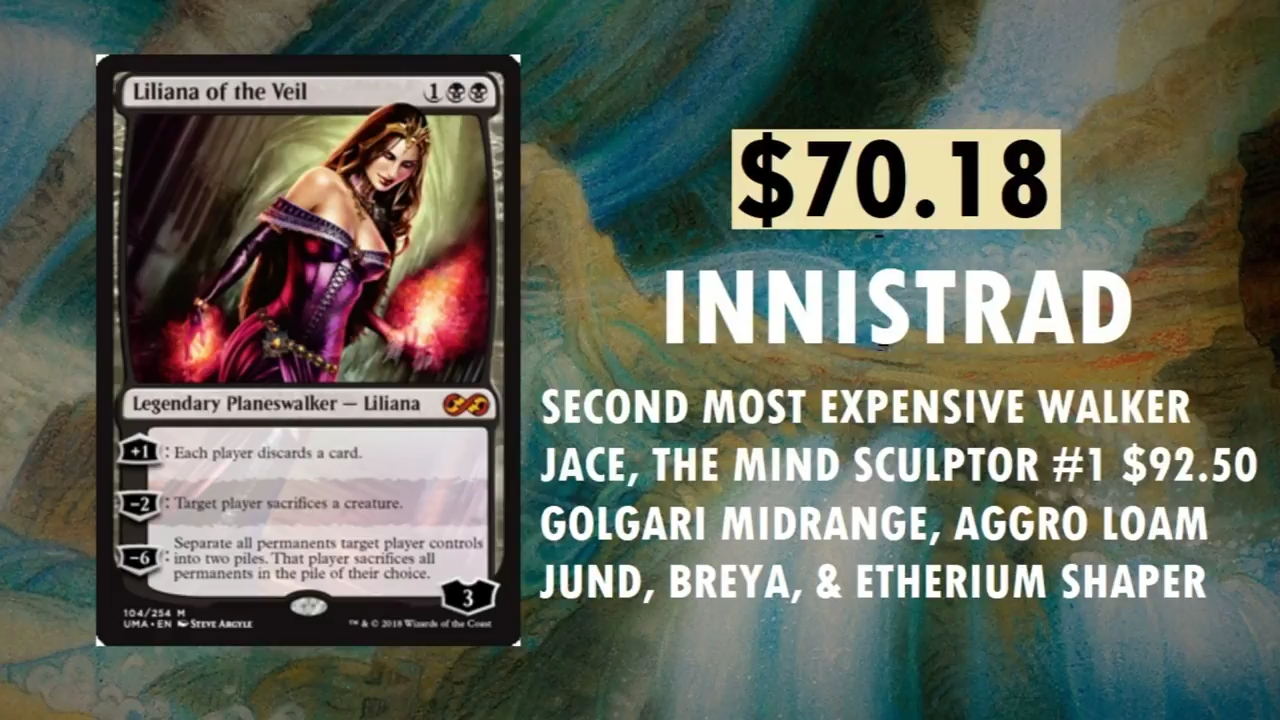 Liliana of the Veil 1
$70.18
INNISTRAD
SECOND MOST EXPENSIVE WALKER
JACE, THE MIND SCULPTOR #1 $92.50
GOLGARI MIDRANGE, AGGRO LOAM
JUND, BREYA, & ETHERIUM SHAPER
Legendary Planeswalker — Liliana
+1: Each player discards a card.
-2: Target player sacrifices a creature.
-6: Separate all permanents target player controls
into two piles. That player sacrifices all
permanents in the pile of their choice.
3
104/254 M
UMA • EN STEVE ARGYLE
™ & © 2018 Wizards of the Coast